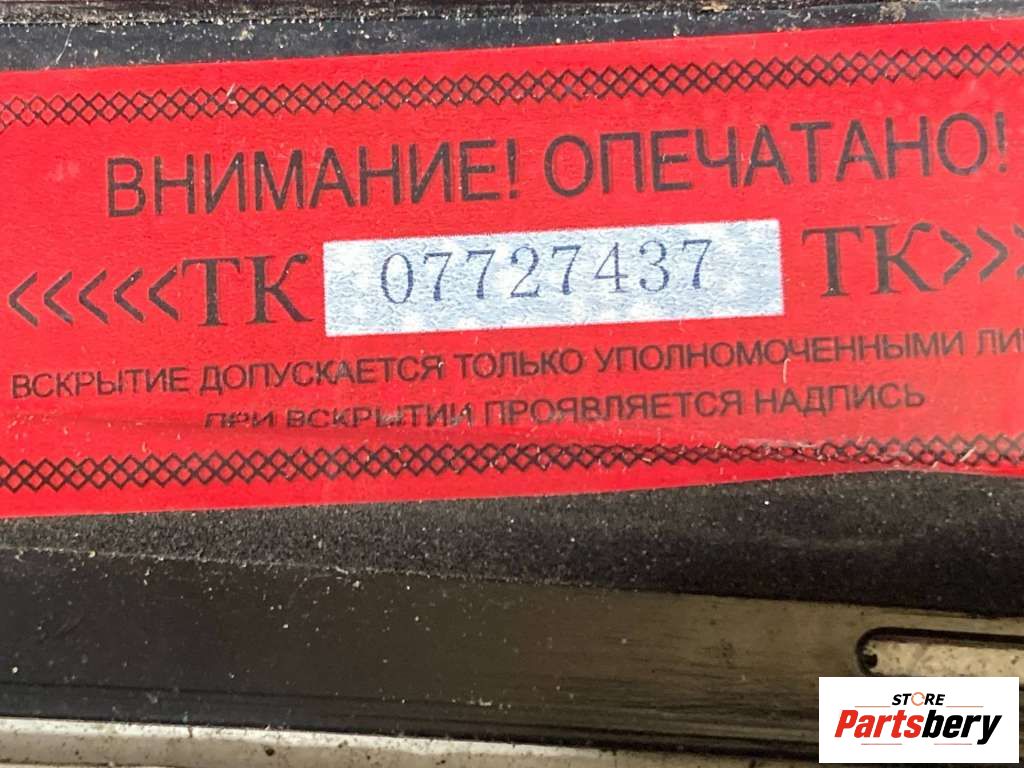 ВНИМАНИЕ! ОПЕЧАТАНО!
<<<<<ТК 07727437 ТК>>>
ВСКРЫТИЕ ДОПУСКАЕТСЯ ТОЛЬКО УПОЛНОМОЧЕННЫМИ
ПРИ ВСКРЫТИИ ПРОЯВЛЯЕТСЯ НАДПИСЬ
STORE
Partsbery